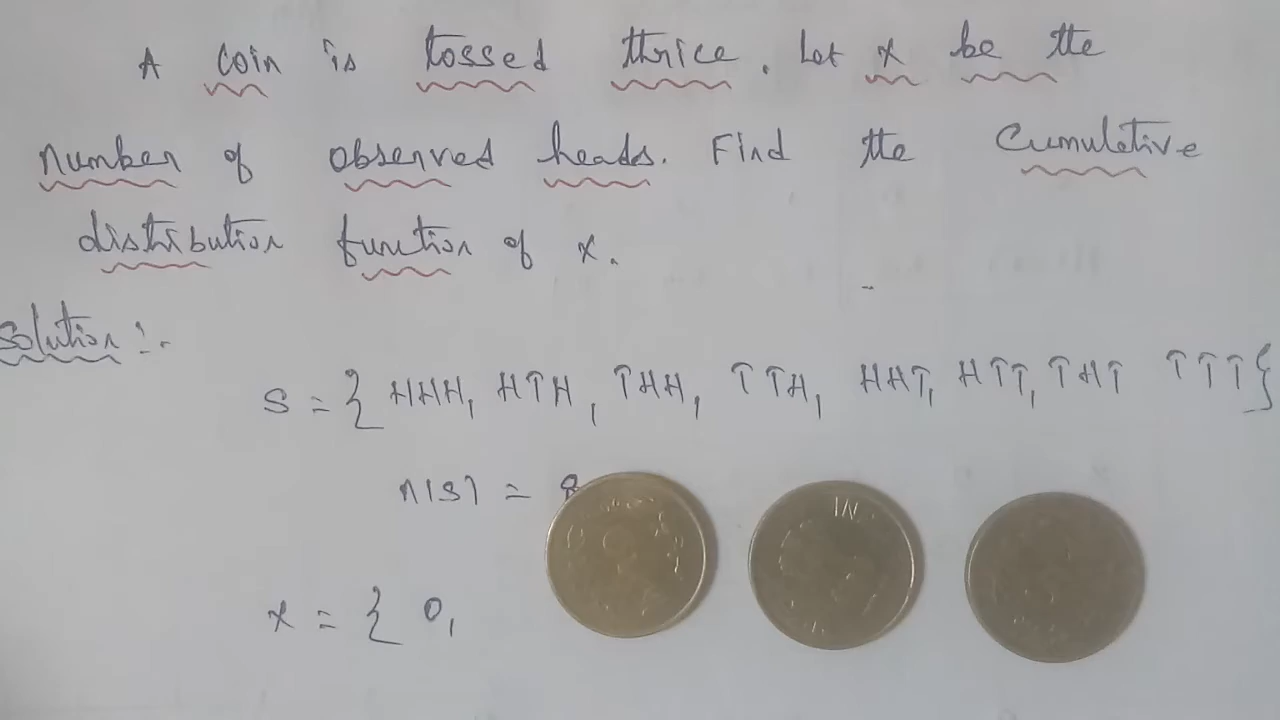 A coin is tossed thrice. Let x be the
number of observed heads. Find the Cumulative
distribution function of x.
Solution :-
S = { HHH, HTH, THH, TTH, HHT, HTT, THT TTT}
n(S) = 8
x = { 0,